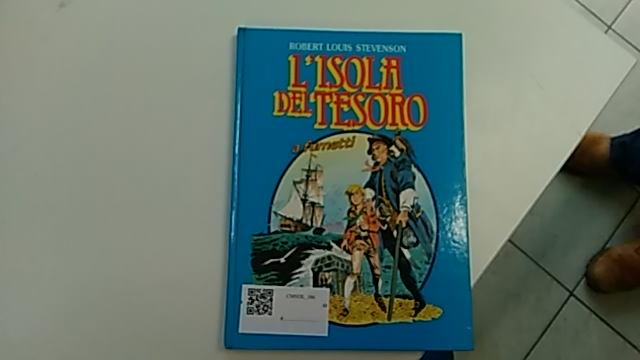 ROBERT LOUIS STEVENSON
L'ISOLA
DEL TESORO
a fumetti